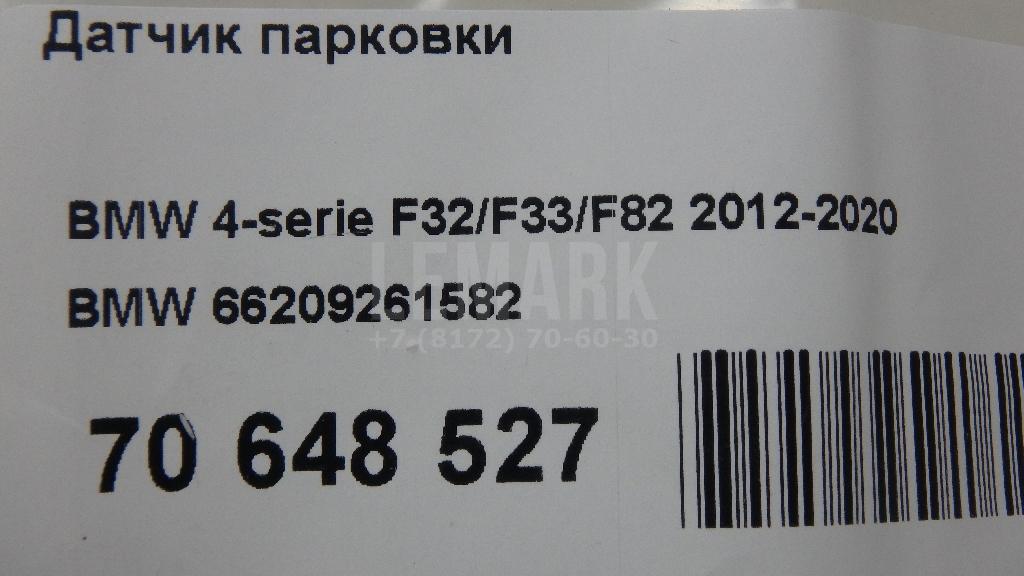 Датчик парковки
BMW 4-serie F32/F33/F82 2012-2020
LEMARK
BMW 66209261582
+7 (8172) 70-60-30
70 648 527